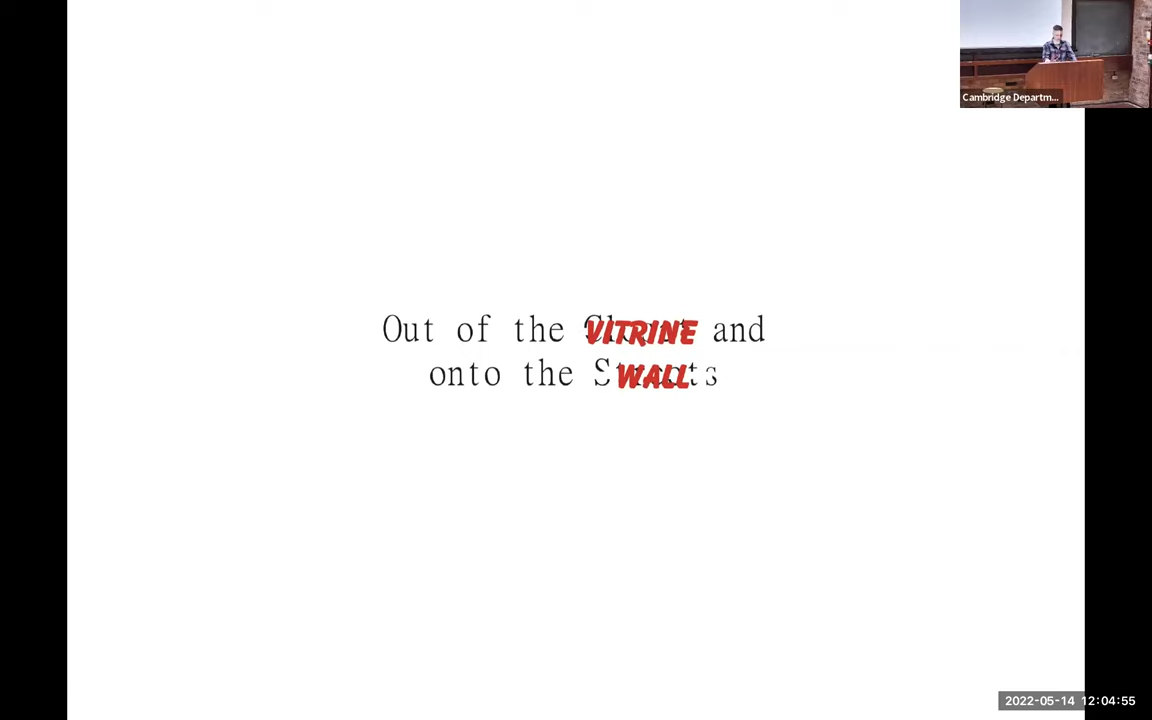 Cambridge Departm...
Out of the VITRINE and
onto the WALL
2022-05-14 12:04:55